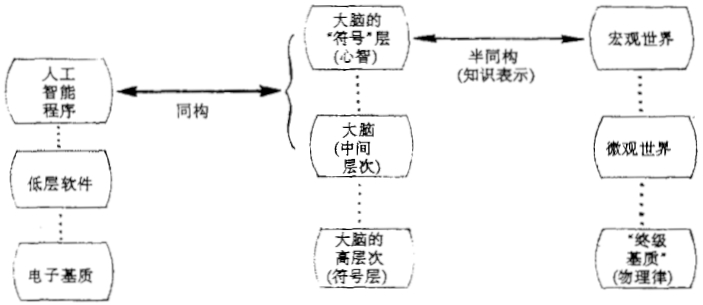 大脑的
“符号”层
(心智)
半同构
(知识表示)
宏观世界
人工
智能
程序
同构
大脑
(中间
层次)
微观世界
低层软件
大脑的
高层次
(符号层)
“终级
基质”
(物理律)
电子基质